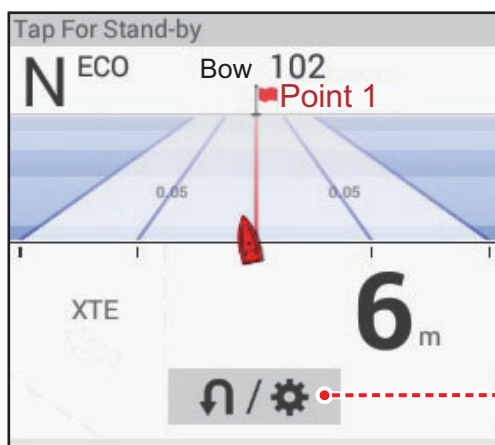 Tap For Stand-by
N ECO Bow 102
Point 1
0.05 0.05
XTE 6 m
/